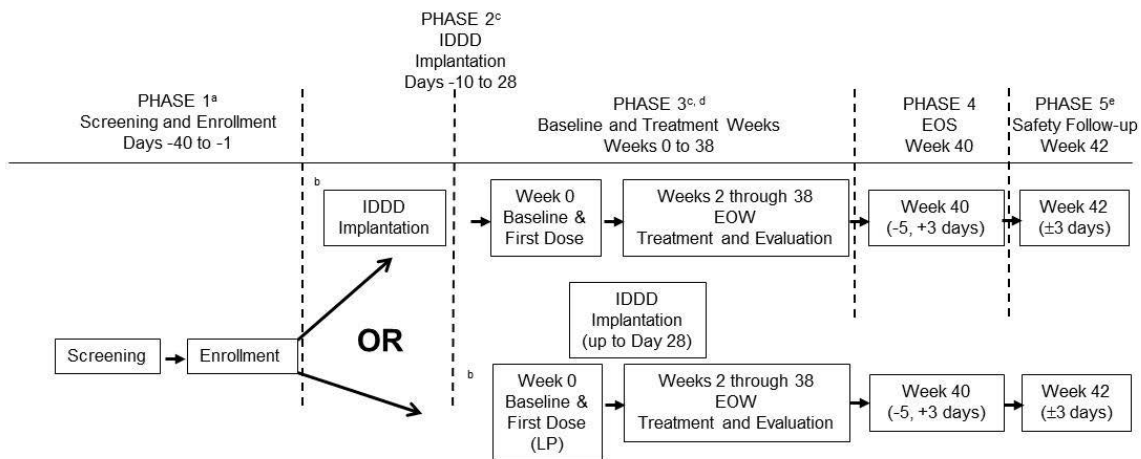 PHASE 2c
IDDD
Implantation
Days -10 to 28
PHASE 1a
Screening and Enrollment
Days -40 to -1
PHASE 3c, d
Baseline and Treatment Weeks
Weeks 0 to 38
PHASE 4
EOS
Week 40
PHASE 5e
Safety Follow-up
Week 42
b
IDDD
Implantation
Week 0
Baseline &
First Dose
Weeks 2 through 38
EOW
Treatment and Evaluation
Week 40
(-5, +3 days)
Week 42
(±3 days)
IDDD
Implantation
(up to Day 28)
OR
Screening
Enrollment
b
Week 0
Baseline &
First Dose
(LP)
Weeks 2 through 38
EOW
Treatment and Evaluation
Week 40
(-5, +3 days)
Week 42
(±3 days)